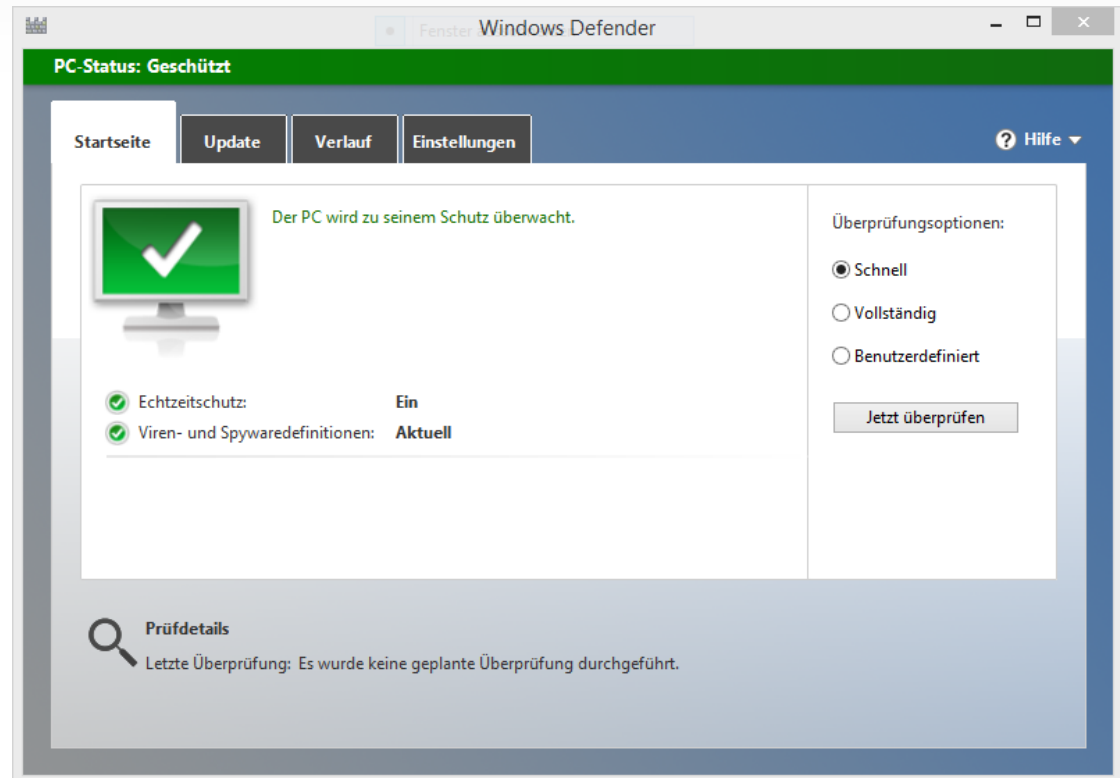 Fenster
Windows Defender
PC-Status: Geschützt
Startseite
Update
Verlauf
Einstellungen
Hilfe
Der PC wird zu seinem Schutz überwacht.
Echtzeitschutz: Ein
Viren- und Spywaredefinitionen: Aktuell
Überprüfungsoptionen:
Schnell
Vollständig
Benutzerdefiniert
Jetzt überprüfen
Prüfdetails
Letzte Überprüfung: Es wurde keine geplante Überprüfung durchgeführt.